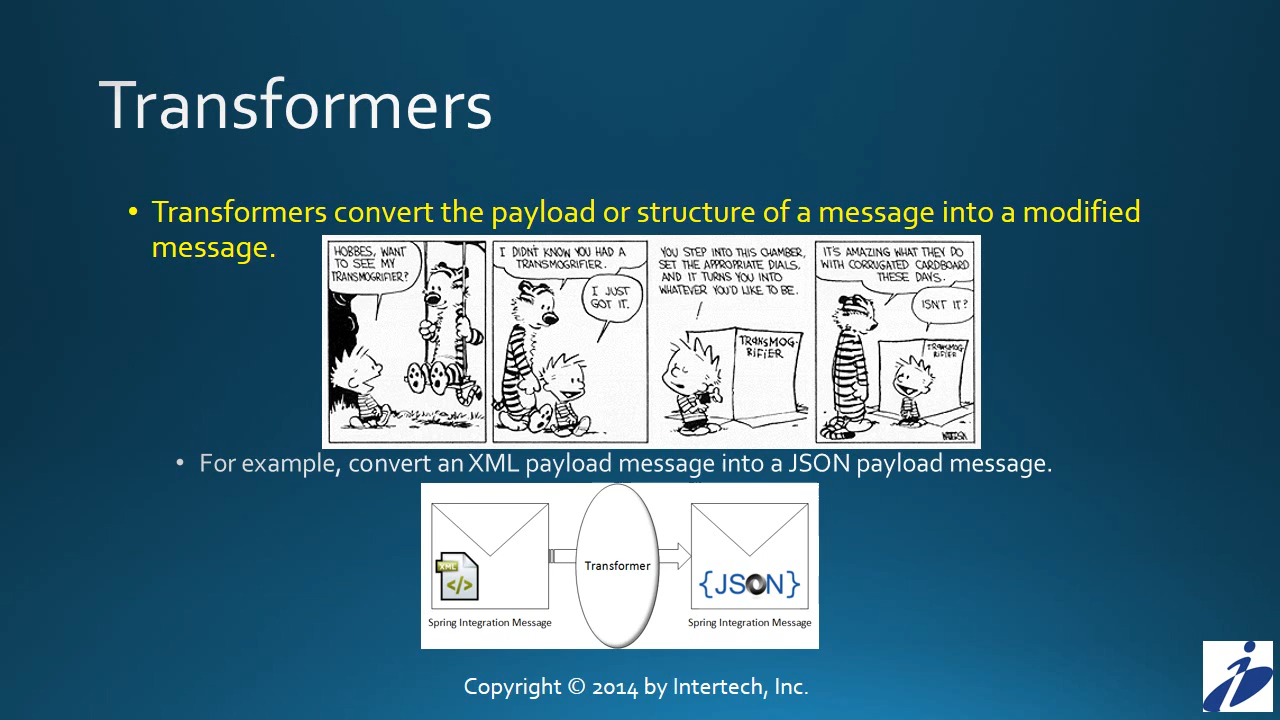 Transformers
• Transformers convert the payload or structure of a message into a modified
message.
HOBBES, WANT
TO SEE MY
TRANSMOGRIFIER?
I DIDN'T KNOW YOU HAD A
TRANSMOGRIFIER.
I JUST
GOT IT.
YOU STEP INTO THIS CHAMBER,
SET THE APPROPRIATE DIALS,
AND IT TURNS YOU INTO
WHATEVER YOU'D LIKE TO BE.
TRANSMOG-
RIFIER
IT'S AMAZING WHAT THEY DO
WITH CORRUGATED CARDBOARD
THESE DAYS.
ISN'T IT?
TRANSMOG-
RIFIER
• For example, convert an XML payload message into a JSON payload message.
XML
</>
Transformer
{JSON}
Spring Integration Message
Spring Integration Message
Copyright © 2014 by Intertech, Inc.